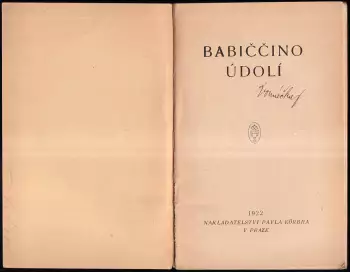 BABIČČINO
ÚDOLÍ
1922
NAKLADATELSTVÍ PAVLA KÖRBRA
V PRAZE